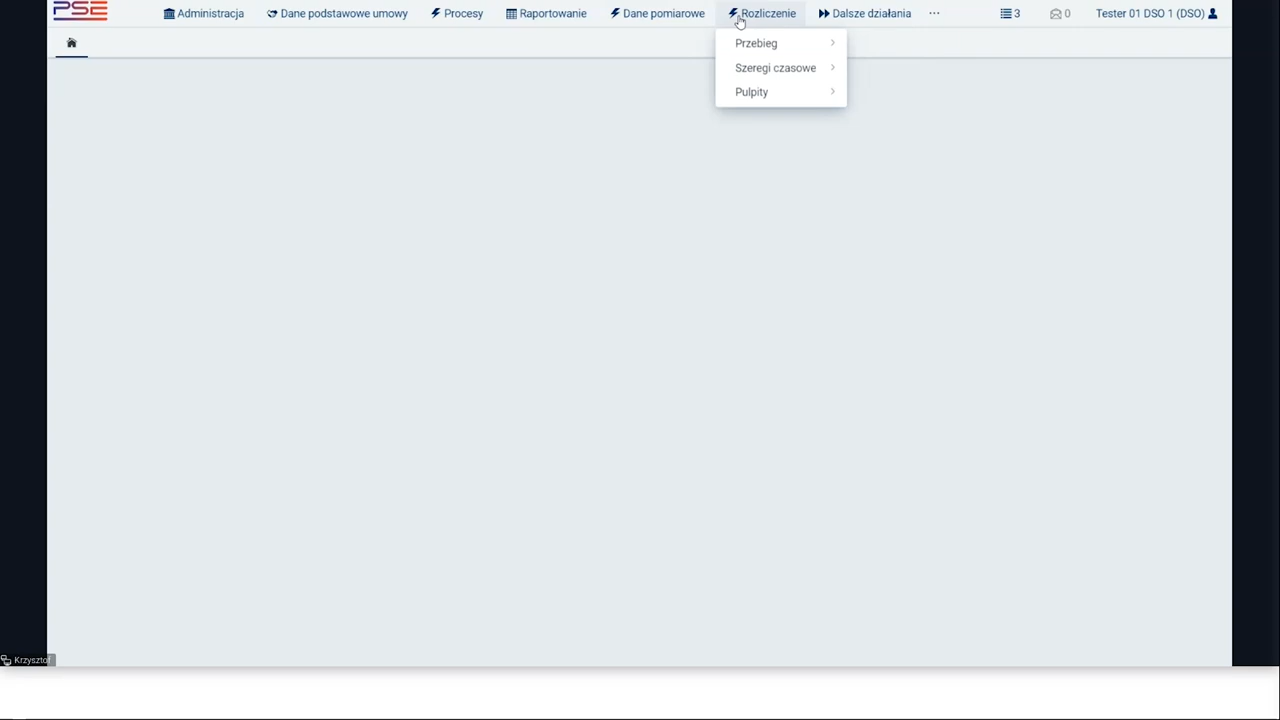 PSE
Administracja
Dane podstawowe umowy
Procesy
Raportowanie
Dane pomiarowe
Rozliczenie
Dalsze działania
...
3
0
Tester 01 DSO 1 (DSO)
Przebieg
Szeregi czasowe
Pulpity
Krzysztof